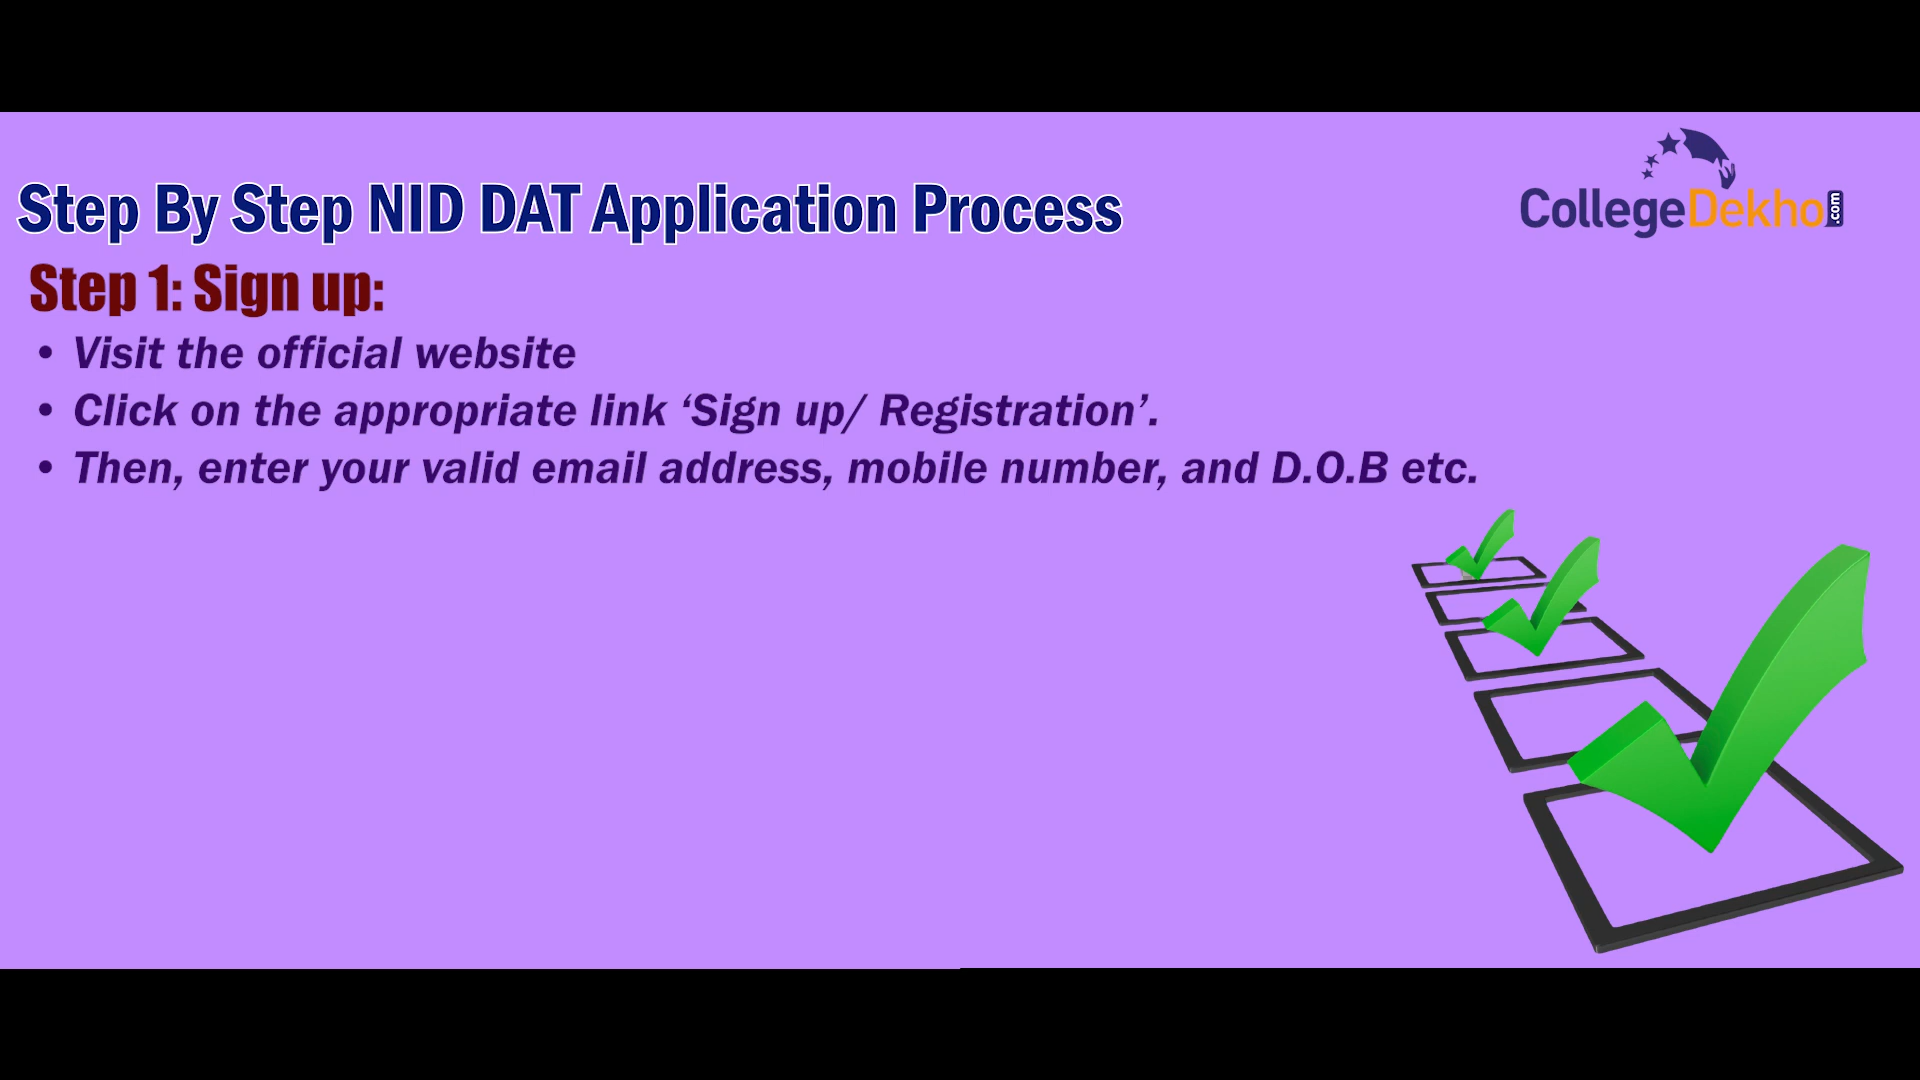 Step By Step NID DAT Application Process
CollegeDekho.com
Step 1: Sign up:
• Visit the official website
• Click on the appropriate link ‘Sign up/ Registration’.
• Then, enter your valid email address, mobile number, and D.O.B etc.